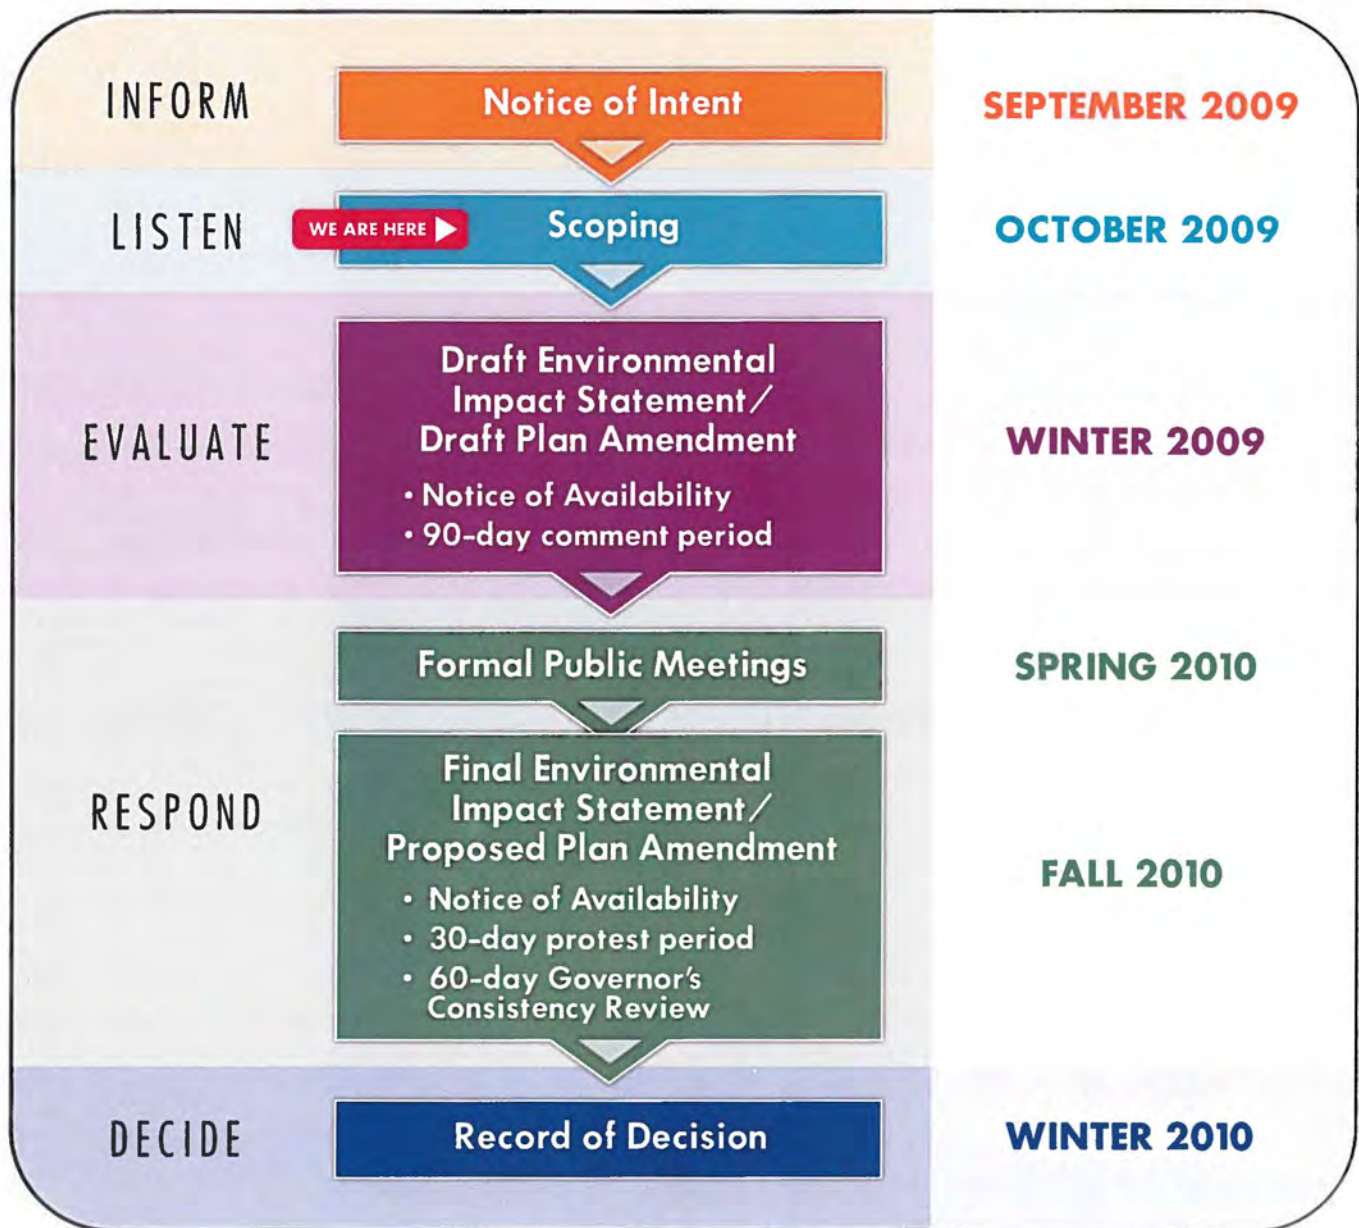 INFORM
Notice of Intent
SEPTEMBER 2009
LISTEN
WE ARE HERE
Scoping
OCTOBER 2009
EVALUATE
Draft Environmental
Impact Statement/
Draft Plan Amendment
• Notice of Availability
• 90-day comment period
WINTER 2009
RESPOND
Formal Public Meetings
SPRING 2010
Final Environmental
Impact Statement/
Proposed Plan Amendment
• Notice of Availability
• 30-day protest period
• 60-day Governor's
Consistency Review
FALL 2010
DECIDE
Record of Decision
WINTER 2010